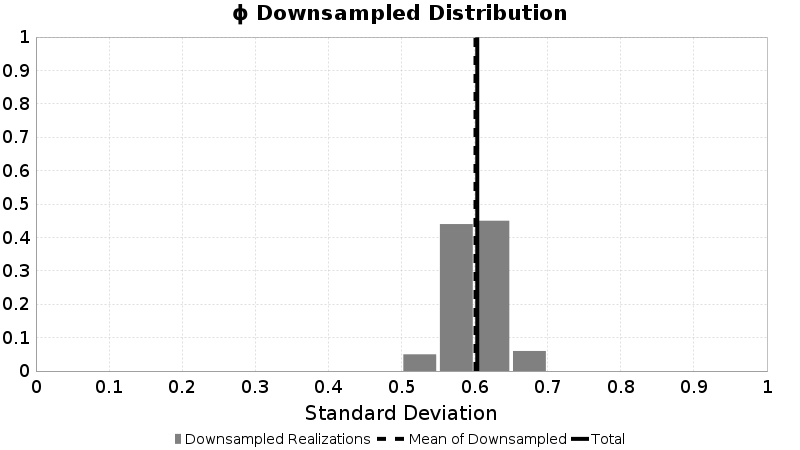 ϕ Downsampled Distribution
1
0.9
0.8
0.7
0.6
0.5
0.4
0.3
0.2
0.1
0
0 0.1 0.2 0.3 0.4 0.5 0.6 0.7 0.8 0.9 1
Standard Deviation
Downsampled Realizations Mean of Downsampled Total